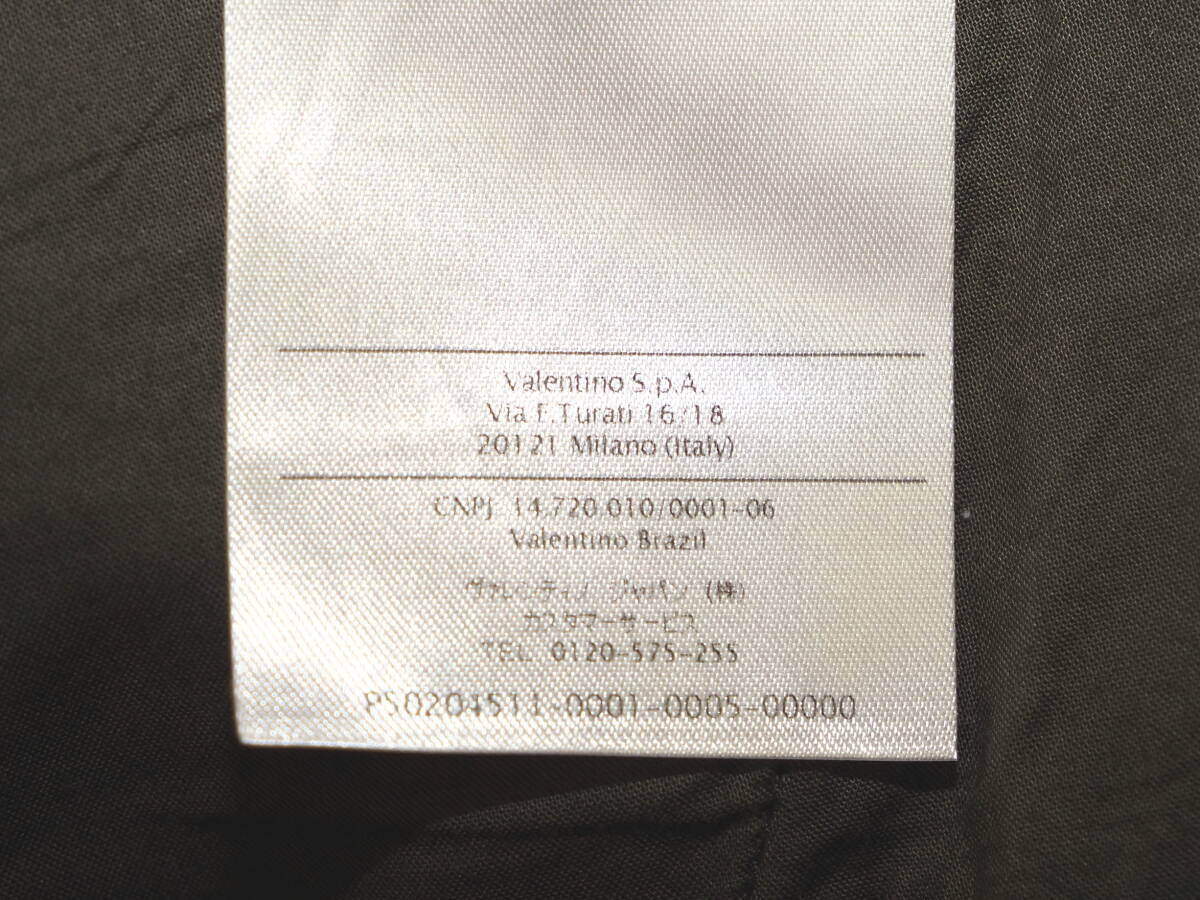 Valentino S.p.A.
Via F.Turati 16/18
20121 Milano (Italy)
CNPJ 14.720.010/0001-06
Valentino Brazil
ヴァレンティノ ジャパン (株)
カスタマーサービス
TEL 0120-575-255
PS0204511-0001-0005-00000